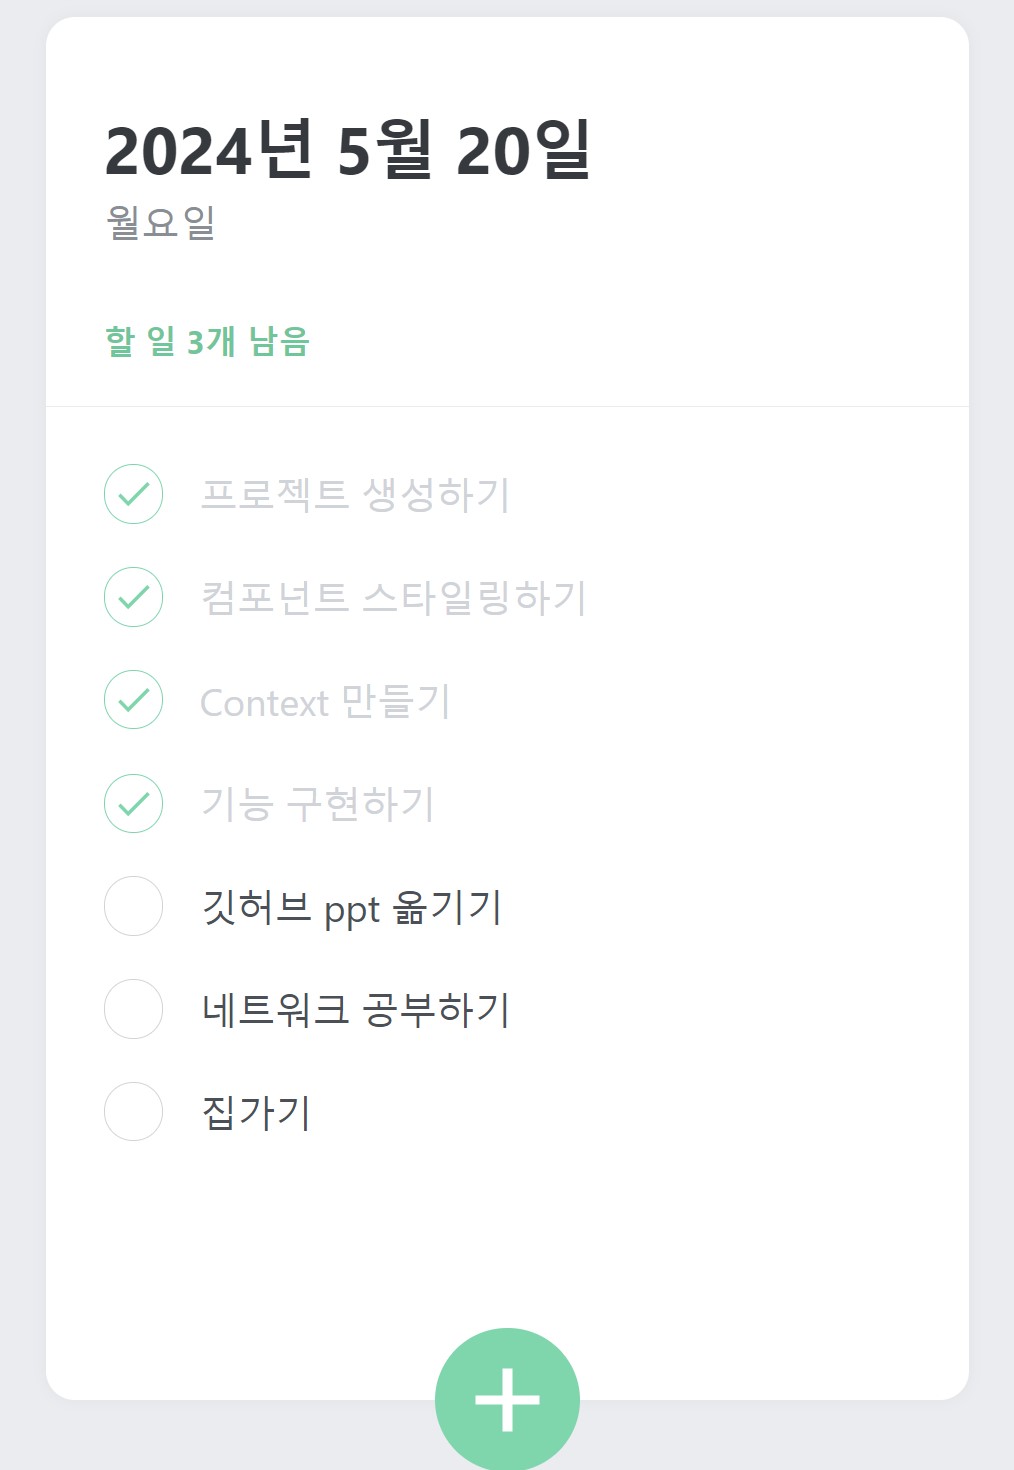 2024년 5월 20일
월요일
할 일 3개 남음
프로젝트 생성하기
컴포넌트 스타일링하기
Context 만들기
기능 구현하기
깃허브 ppt 옮기기
네트워크 공부하기
집가기